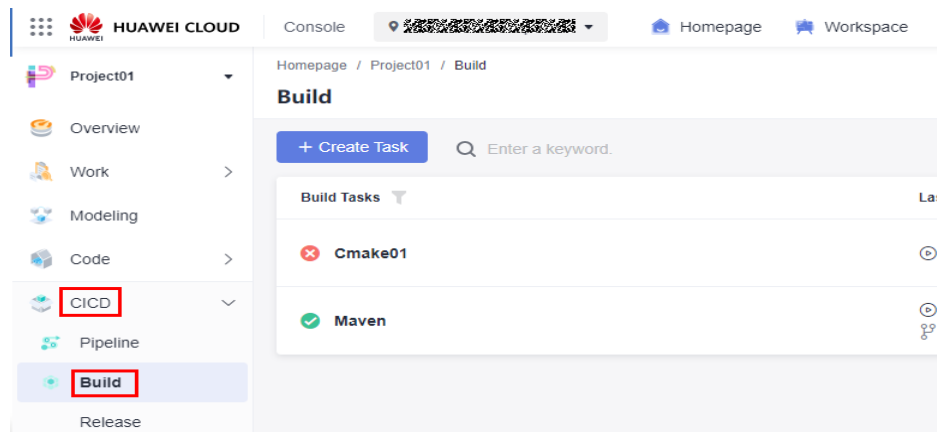 HUAWEI HUAWEI CLOUD Console Homepage Workspace
Project01
Homepage / Project01 / Build
Build
Overview
Work
Modeling
Code
CICD
Pipeline
Build
Release
+ Create Task Enter a keyword.
Build Tasks La
Cmake01
Maven